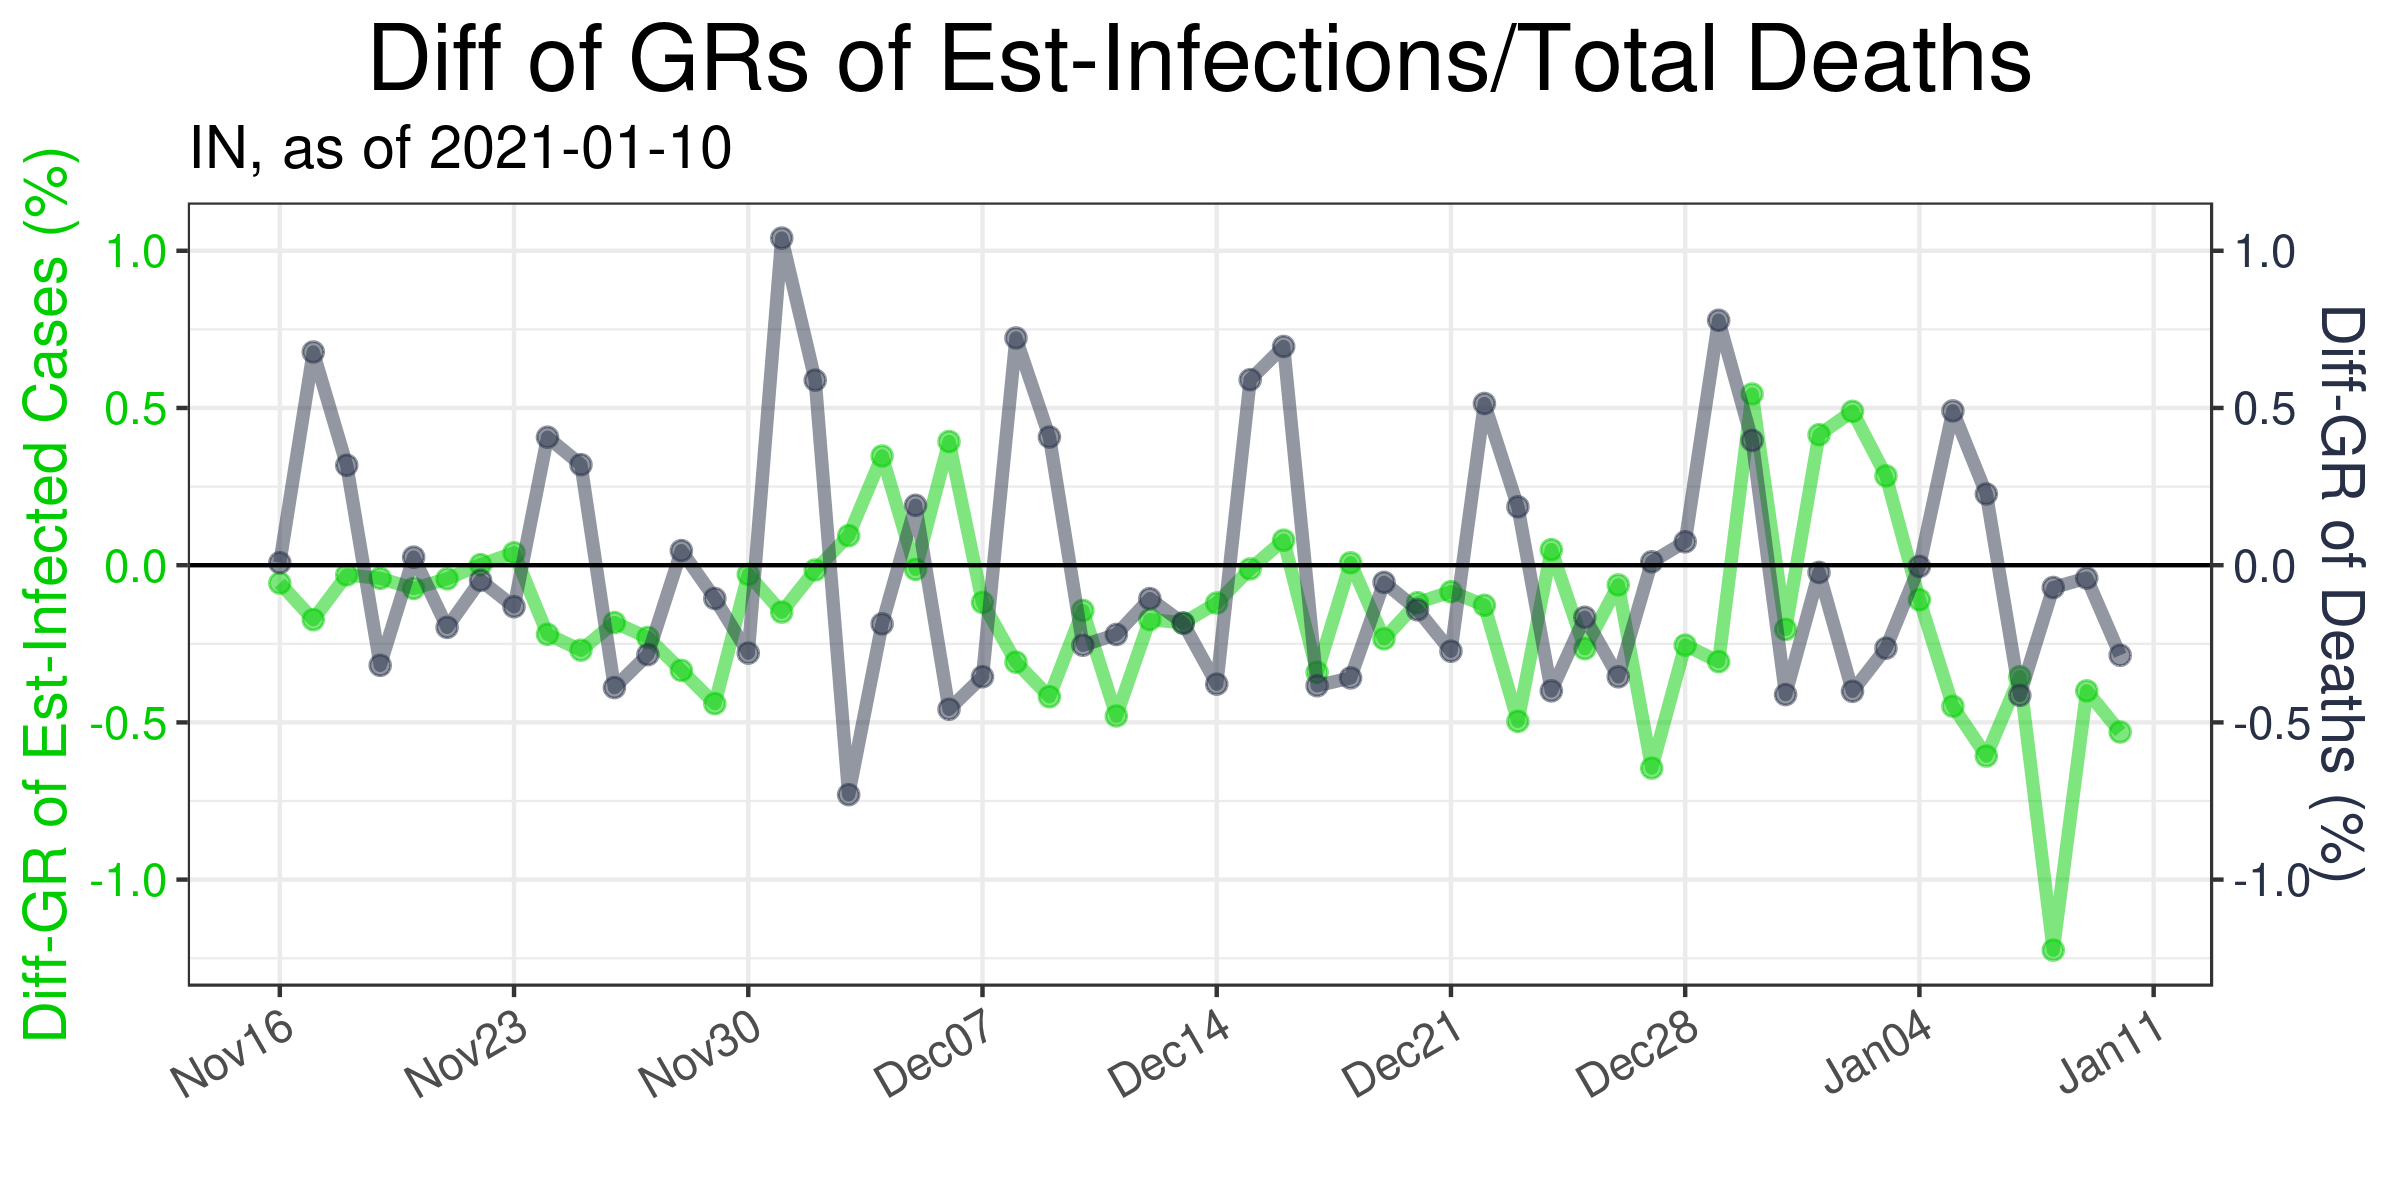 Diff of GRs of Est-Infections/Total Deaths
IN, as of 2021-01-10
Diff-GR of Est-Infected Cases (%)
1.0
0.5
0.0
-0.5
-1.0
1.0
0.5
0.0
-0.5
-1.0
Diff-GR of Deaths (%)
Nov16
Nov23
Nov30
Dec07
Dec14
Dec21
Dec28
Jan04
Jan11